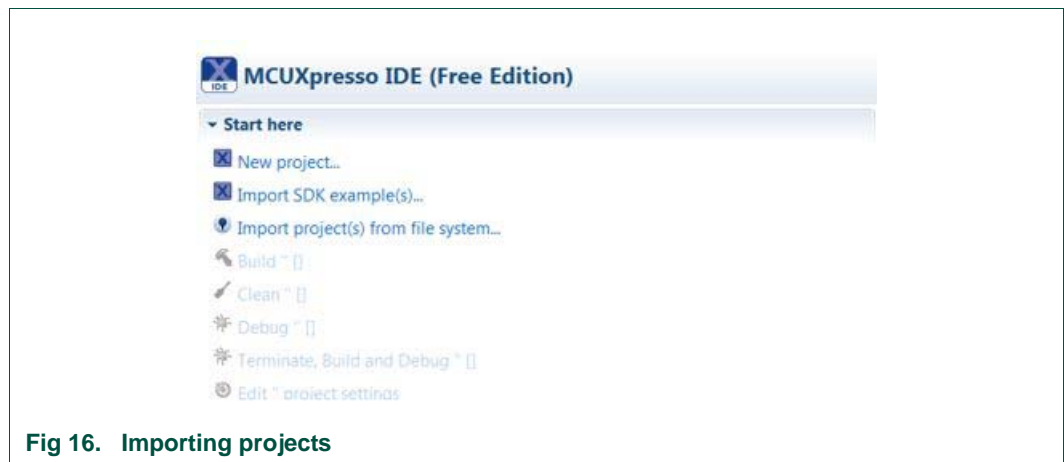 X
IDE
MCUXpresso IDE (Free Edition)
Start here
New project...
Import SDK example(s)...
Import project(s) from file system...
Build '' []
Clean '' []
Debug '' []
Terminate, Build and Debug '' []
Edit '' project settings
Fig 16. Importing projects